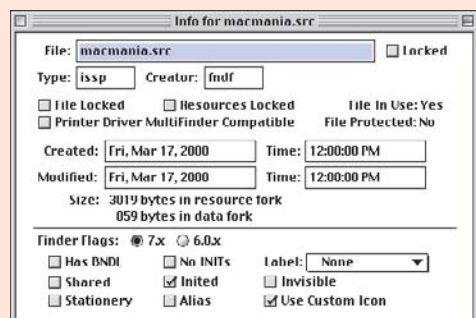 Info for macmania.src
File: macmania.src Locked
Type: issp Creator: fndf
File Locked Resources Locked File In Use: Yes
Printer Driver MultiFinder Compatible File Protected: No
Created: Fri, Mar 17, 2000 Time: 12:00:00 PM
Modified: Fri, Mar 17, 2000 Time: 12:00:00 PM
Size: 3019 bytes in resource fork
059 bytes in data fork
Finder Flags: 7.x 6.0.x
Has BNDL No INITs Label: None
Shared Inited Invisible
Stationery Alias Use Custom Icon